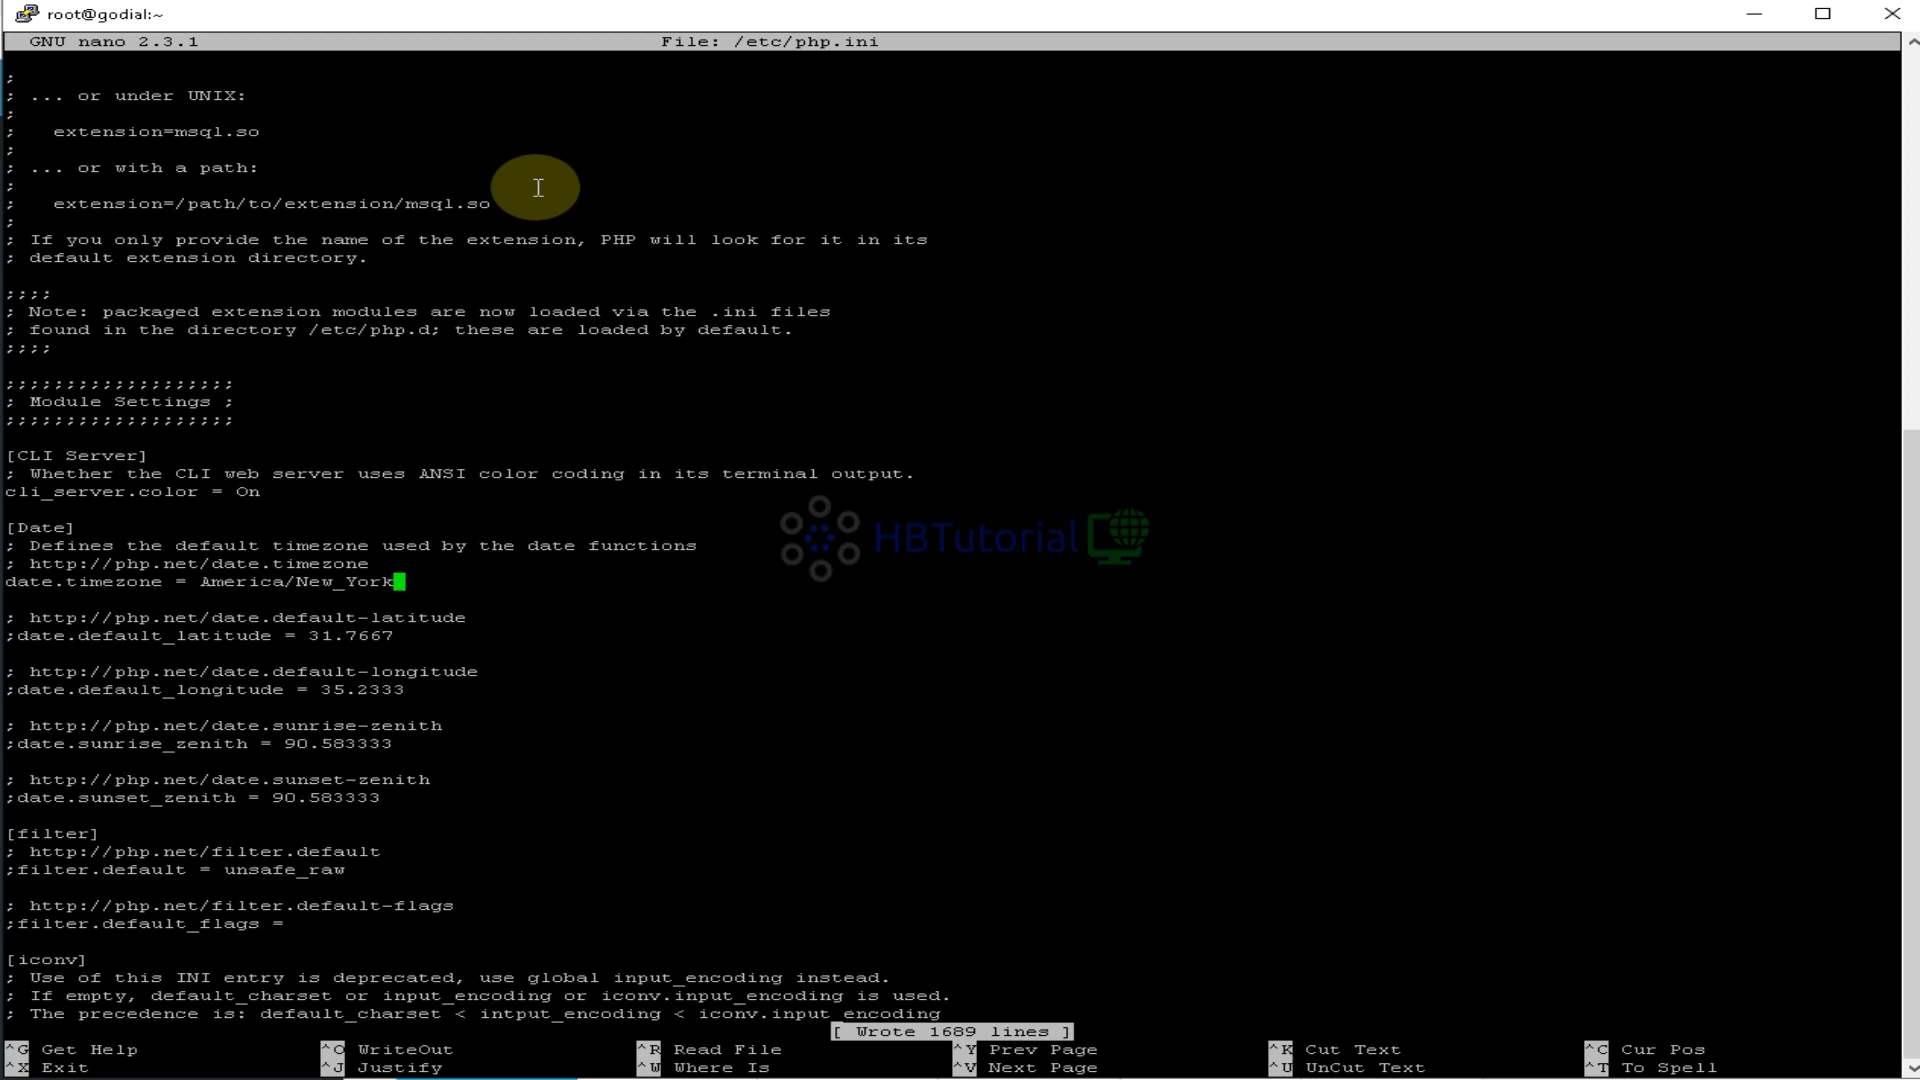 root@godial:~
GNU nano 2.3.1 File: /etc/php.ini
;
; ... or under UNIX:
;
;   extension=msql.so
;
; ... or with a path:
;
;   extension=/path/to/extension/msql.so
;
; If you only provide the name of the extension, PHP will look for it in its
; default extension directory.
;;;;
; Note: packaged extension modules are now loaded via the .ini files
; found in the directory /etc/php.d; these are loaded by default.
;;;;
;;;;;;;;;;;;;;;;;;;
; Module Settings ;
;;;;;;;;;;;;;;;;;;;
[CLI Server]
; Whether the CLI web server uses ANSI color coding in its terminal output.
cli_server.color = On
[Date]
; Defines the default timezone used by the date functions
; http://php.net/date.timezone
date.timezone = America/New_York
; http://php.net/date.default-latitude
;date.default_latitude = 31.7667
; http://php.net/date.default-longitude
;date.default_longitude = 35.2333
; http://php.net/date.sunrise-zenith
;date.sunrise_zenith = 90.583333
; http://php.net/date.sunset-zenith
;date.sunset_zenith = 90.583333
[filter]
; http://php.net/filter.default
;filter.default = unsafe_raw
; http://php.net/filter.default-flags
;filter.default_flags =
[iconv]
; Use of this INI entry is deprecated, use global input_encoding instead.
; If empty, default_charset or input_encoding or iconv.input_encoding is used.
; The precedence is: default_charset < intput_encoding < iconv.input_encoding
HBTutorial
[ Wrote 1689 lines ]
^G Get Help ^O WriteOut ^R Read File ^Y Prev Page ^K Cut Text ^C Cur Pos
^X Exit ^J Justify ^W Where Is ^V Next Page ^U UnCut Text ^T To Spell